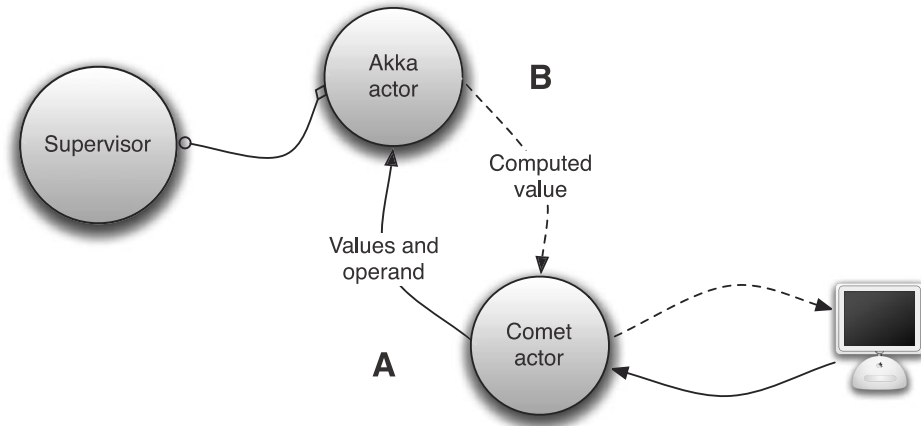 Akka
actor
B
Supervisor
Computed
value
Values and
operand
Comet
actor
A